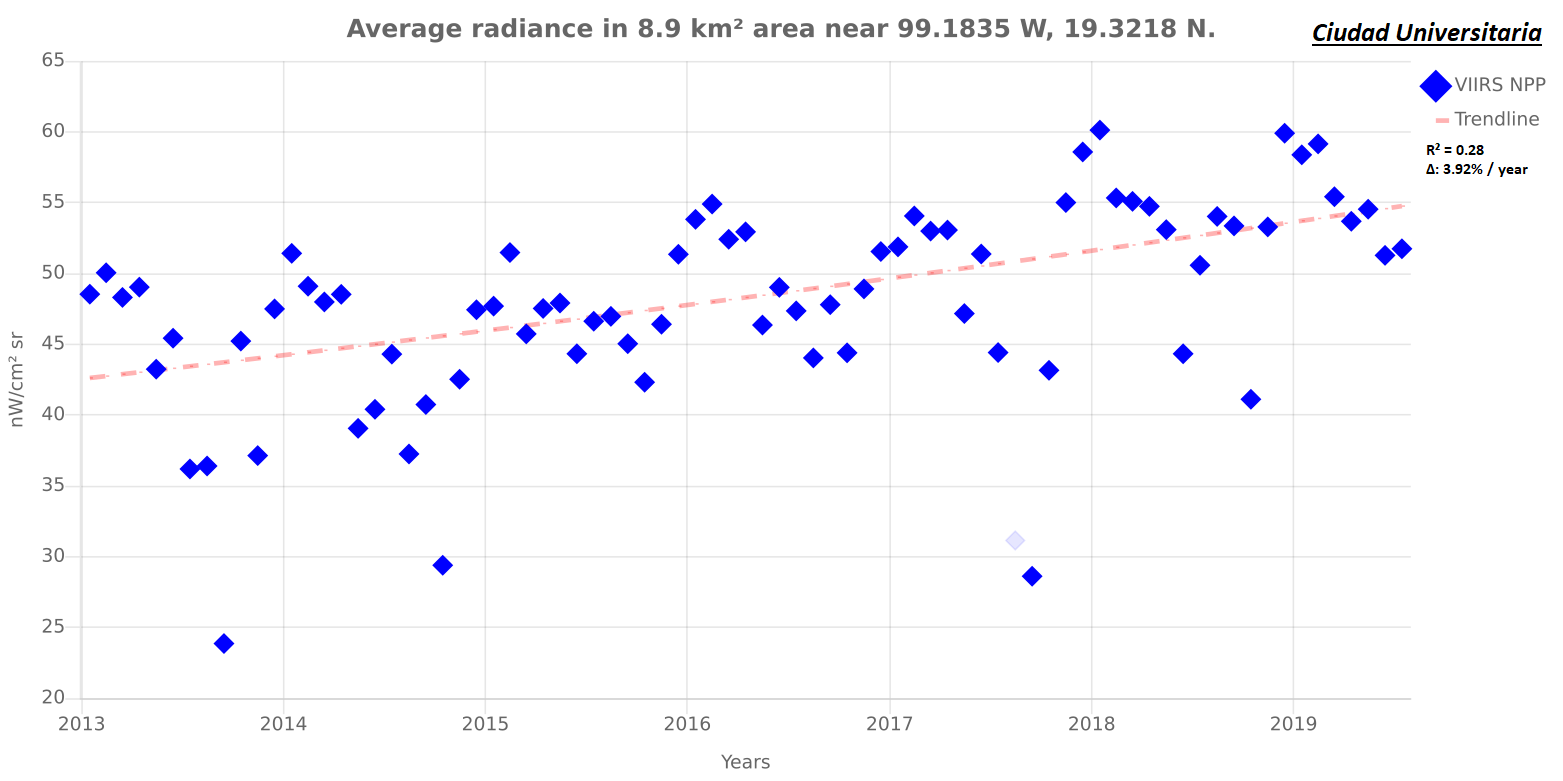 Average radiance in 8.9 km² area near 99.1835 W, 19.3218 N.
Ciudad Universitaria
VIIRS NPP
Trendline
R² = 0.28
Δ: 3.92% / year
65
60
55
50
45
40
35
30
25
20
nW/cm² sr
2013 2014 2015 2016 2017 2018 2019
Years